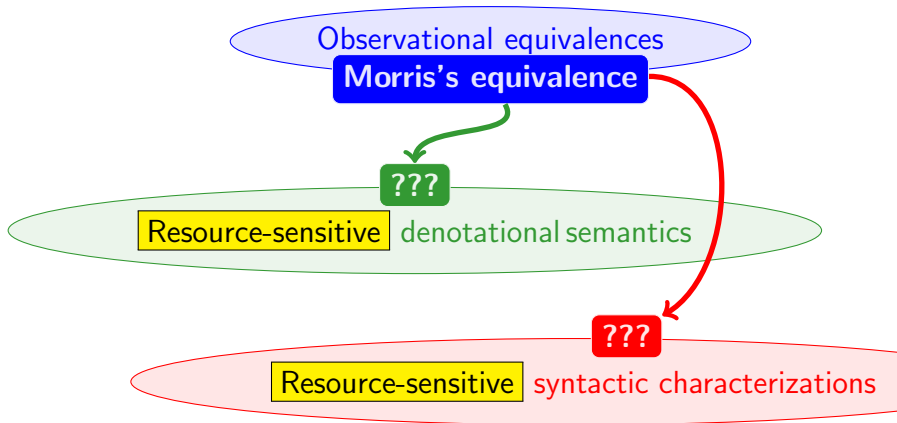 Observational equivalences
Morris's equivalence
???
Resource-sensitive denotational semantics
???
Resource-sensitive syntactic characterizations